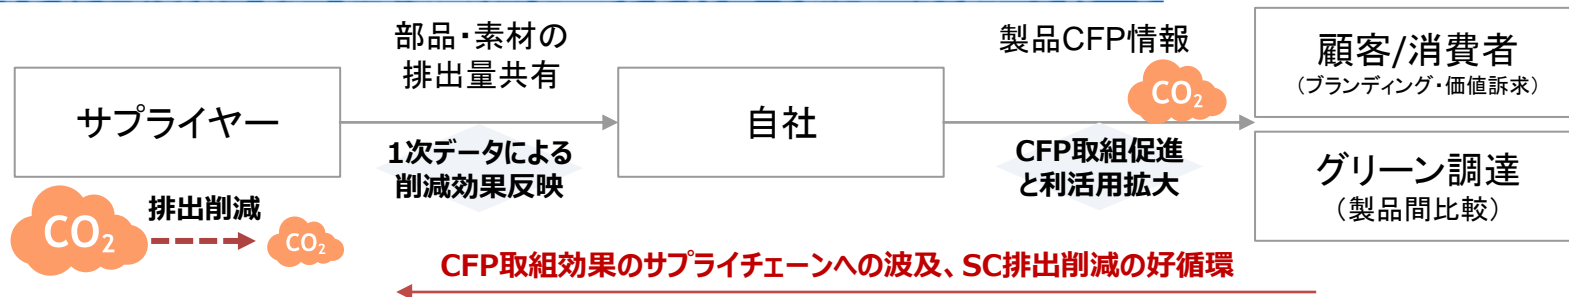 部品・素材の
排出量共有
製品CFP情報
顧客/消費者
（ブランディング・価値訴求）
サプライヤー
自社
CO₂
1次データによる
削減効果反映
CFP取組促進
と利活用拡大
グリーン調達
（製品間比較）
CO₂
排出削減
CO₂
CFP取組効果のサプライチェーンへの波及、SC排出削減の好循環